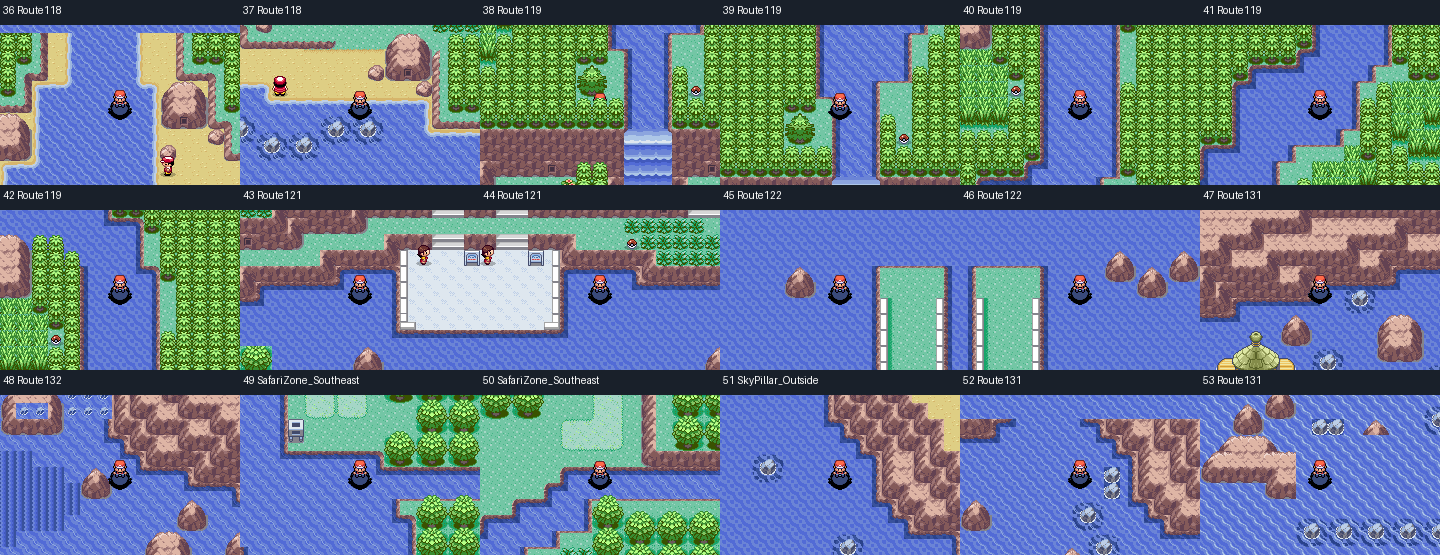 36 Route118
37 Route118
38 Route119
39 Route119
40 Route119
41 Route119
42 Route119
43 Route121
44 Route121
45 Route122
46 Route122
47 Route131
48 Route132
49 SafariZone_Southeast
50 SafariZone_Southeast
51 SkyPillar_Outside
52 Route131
53 Route131